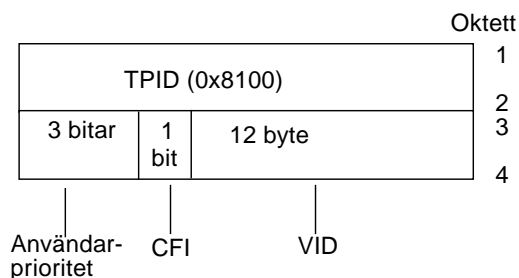 Oktett
1
TPID (0x8100)
2
3 bitar
1
bit
12 byte
3
4
Användar-
prioritet
CFI
VID